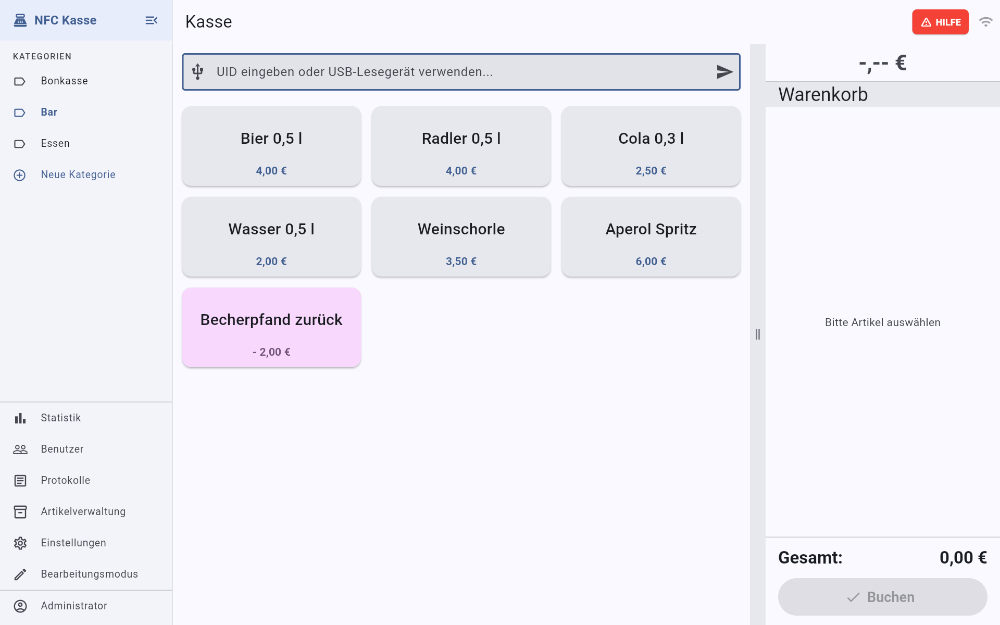 NFC Kasse
KATEGORIEN
Bonkasse
Bar
Essen
Neue Kategorie
Statistik
Benutzer
Protokolle
Artikelverwaltung
Einstellungen
Bearbeitungsmodus
Administrator
Kasse
HILFE
UID eingeben oder USB-Lesegerät verwenden...
Bier 0,5 l
4,00 €
Radler 0,5 l
4,00 €
Cola 0,3 l
2,50 €
Wasser 0,5 l
2,00 €
Weinschorle
3,50 €
Aperol Spritz
6,00 €
Becherpfand zurück
- 2,00 €
-,-- €
Warenkorb
Bitte Artikel auswählen
Gesamt: 0,00 €
Buchen